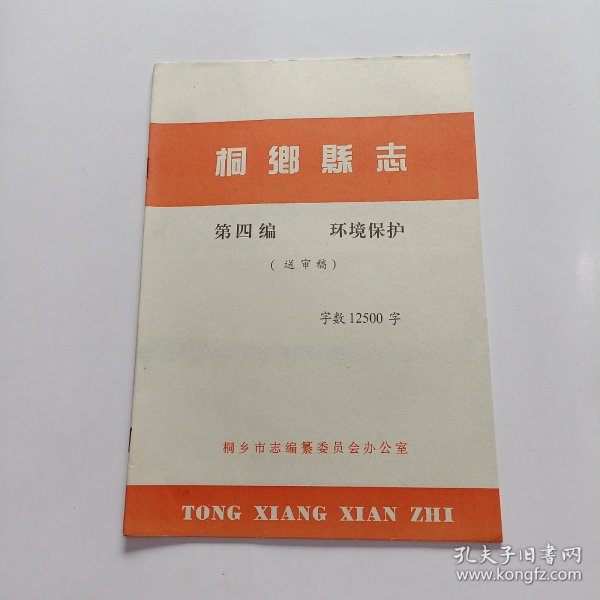 桐鄉縣志
第四编 环境保护
(送审稿)
字数12500字
桐乡市志编纂委员会办公室
TONG XIANG XIAN ZHI
孔夫子旧书网
www.kongfz.com